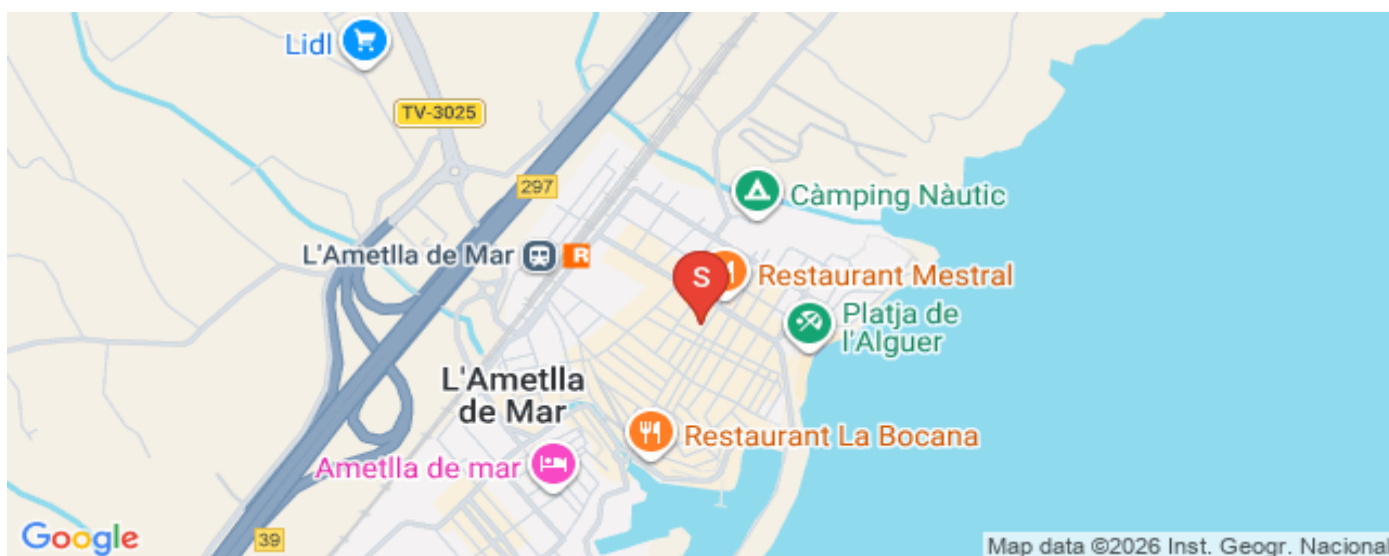 Lidl
TV-3025
297
Càmping Nàutic
L'Ametlla de Mar
R
S
Restaurant Mestral
Platja de
l'Alguer
L'Ametlla
de Mar
Restaurant La Bocana
Ametlla de mar
39
Google
Map data ©2026 Inst. Geogr. Nacional